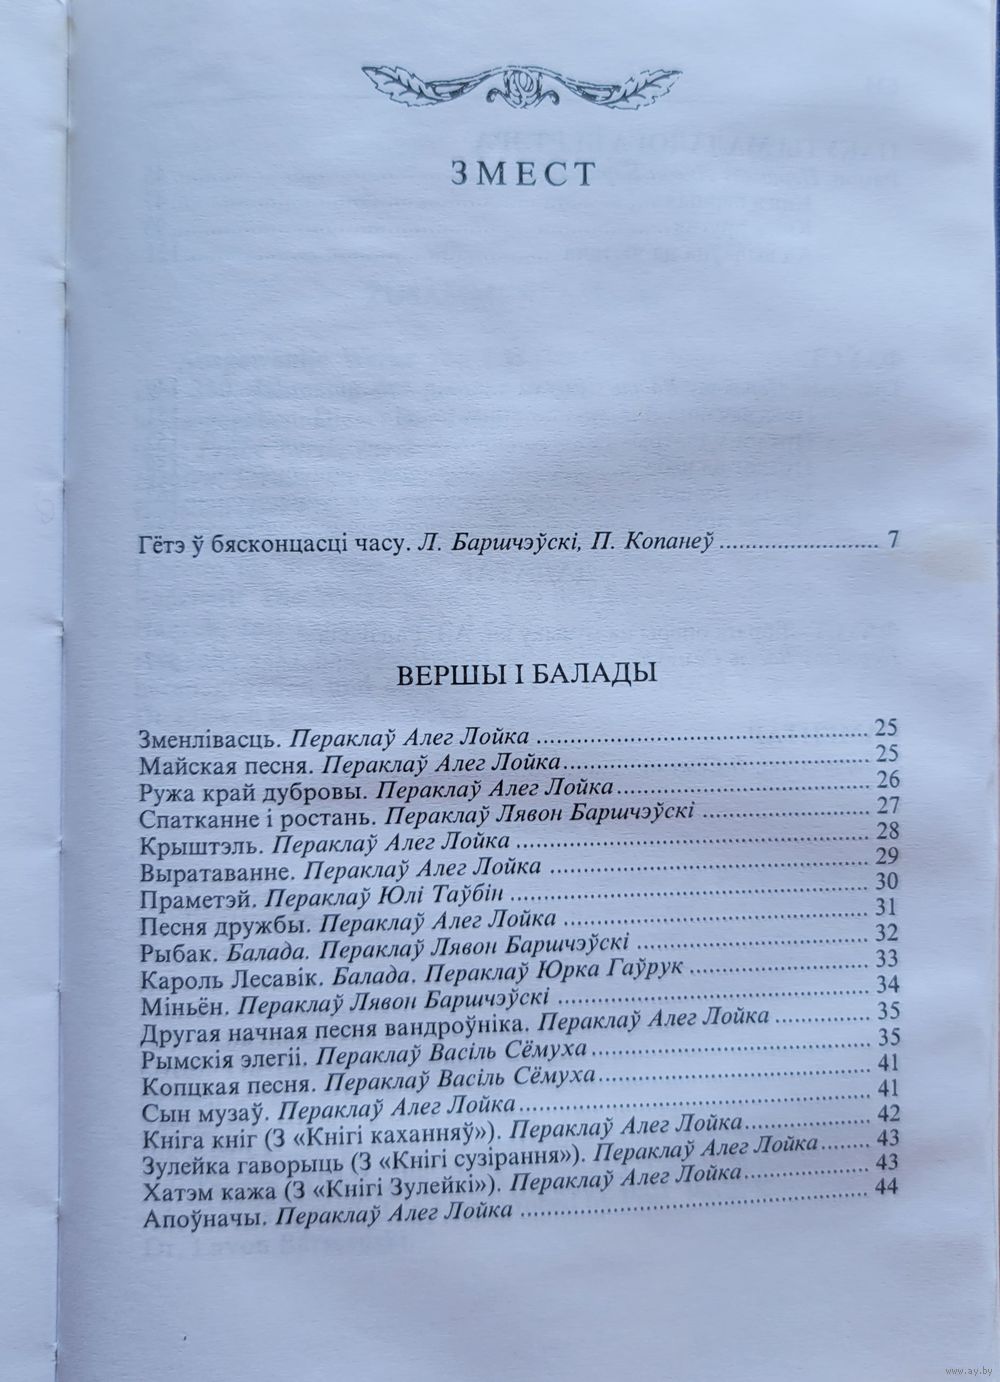 ЗМЕСТ
Гётэ ў бясконцасці часу. Л. Баршчэўскі, П. Копанеў ......................... 7
ВЕРШЫ І БАЛАДЫ
Зменлівасць. Пераклаў Алег Лойка ................................................... 25
Майская песня. Пераклаў Алег Лойка............................................... 25
Ружа край дубровы. Пераклаў Алег Лойка....................................... 26
Спатканне і ростань. Пераклаў Лявон Баршчэўскі .......................... 27
Крыштэль. Пераклаў Алег Лойка ...................................................... 28
Выратаванне. Пераклаў Алег Лойка ................................................. 29
Праметэй. Пераклаў Юлі Таўбін ....................................................... 30
Песня дружбы. Пераклаў Алег Лойка ............................................... 31
Рыбак. Балада. Пераклаў Лявон Баршчэўскі .................................... 32
Кароль Лесавік. Балада. Пераклаў Юрка Гаўрук ............................ 33
Міньён. Пераклаў Лявон Баршчэўскі ................................................ 34
Другая начная песня вандроўніка. Пераклаў Алег Лойка ............... 35
Рымскія элегіі. Пераклаў Васіль Сёмуха ........................................... 35
Копцкая песня. Пераклаў Васіль Сёмуха.......................................... 41
Сын музаў. Пераклаў Алег Лойка...................................................... 41
Кніга кніг (З «Кнігі каханняў»). Пераклаў Алег Лойка................... 42
Зулейка гаворыць (З «Кнігі сузірання»). Пераклаў Алег Лойка....... 43
Хатэм кажа (З «Кнігі Зулейкі»). Пераклаў Алег Лойка................... 43
Апоўначы. Пераклаў Алег Лойка ...................................................... 44
www.ay.by